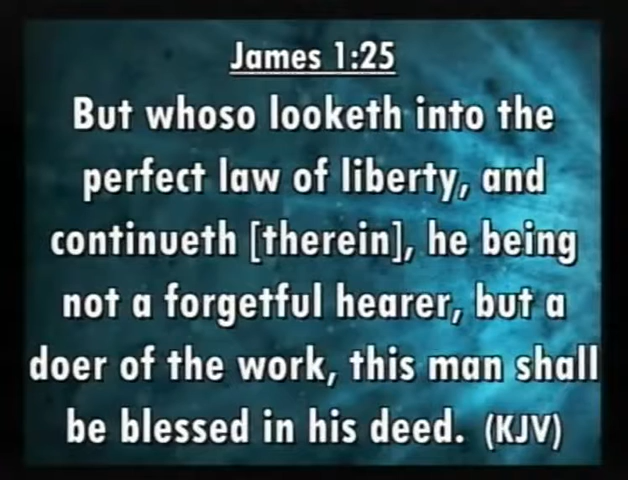 James 1:25
But whoso looketh into the
perfect law of liberty, and
continueth [therein], he being
not a forgetful hearer, but a
doer of the work, this man shall
be blessed in his deed. (KJV)